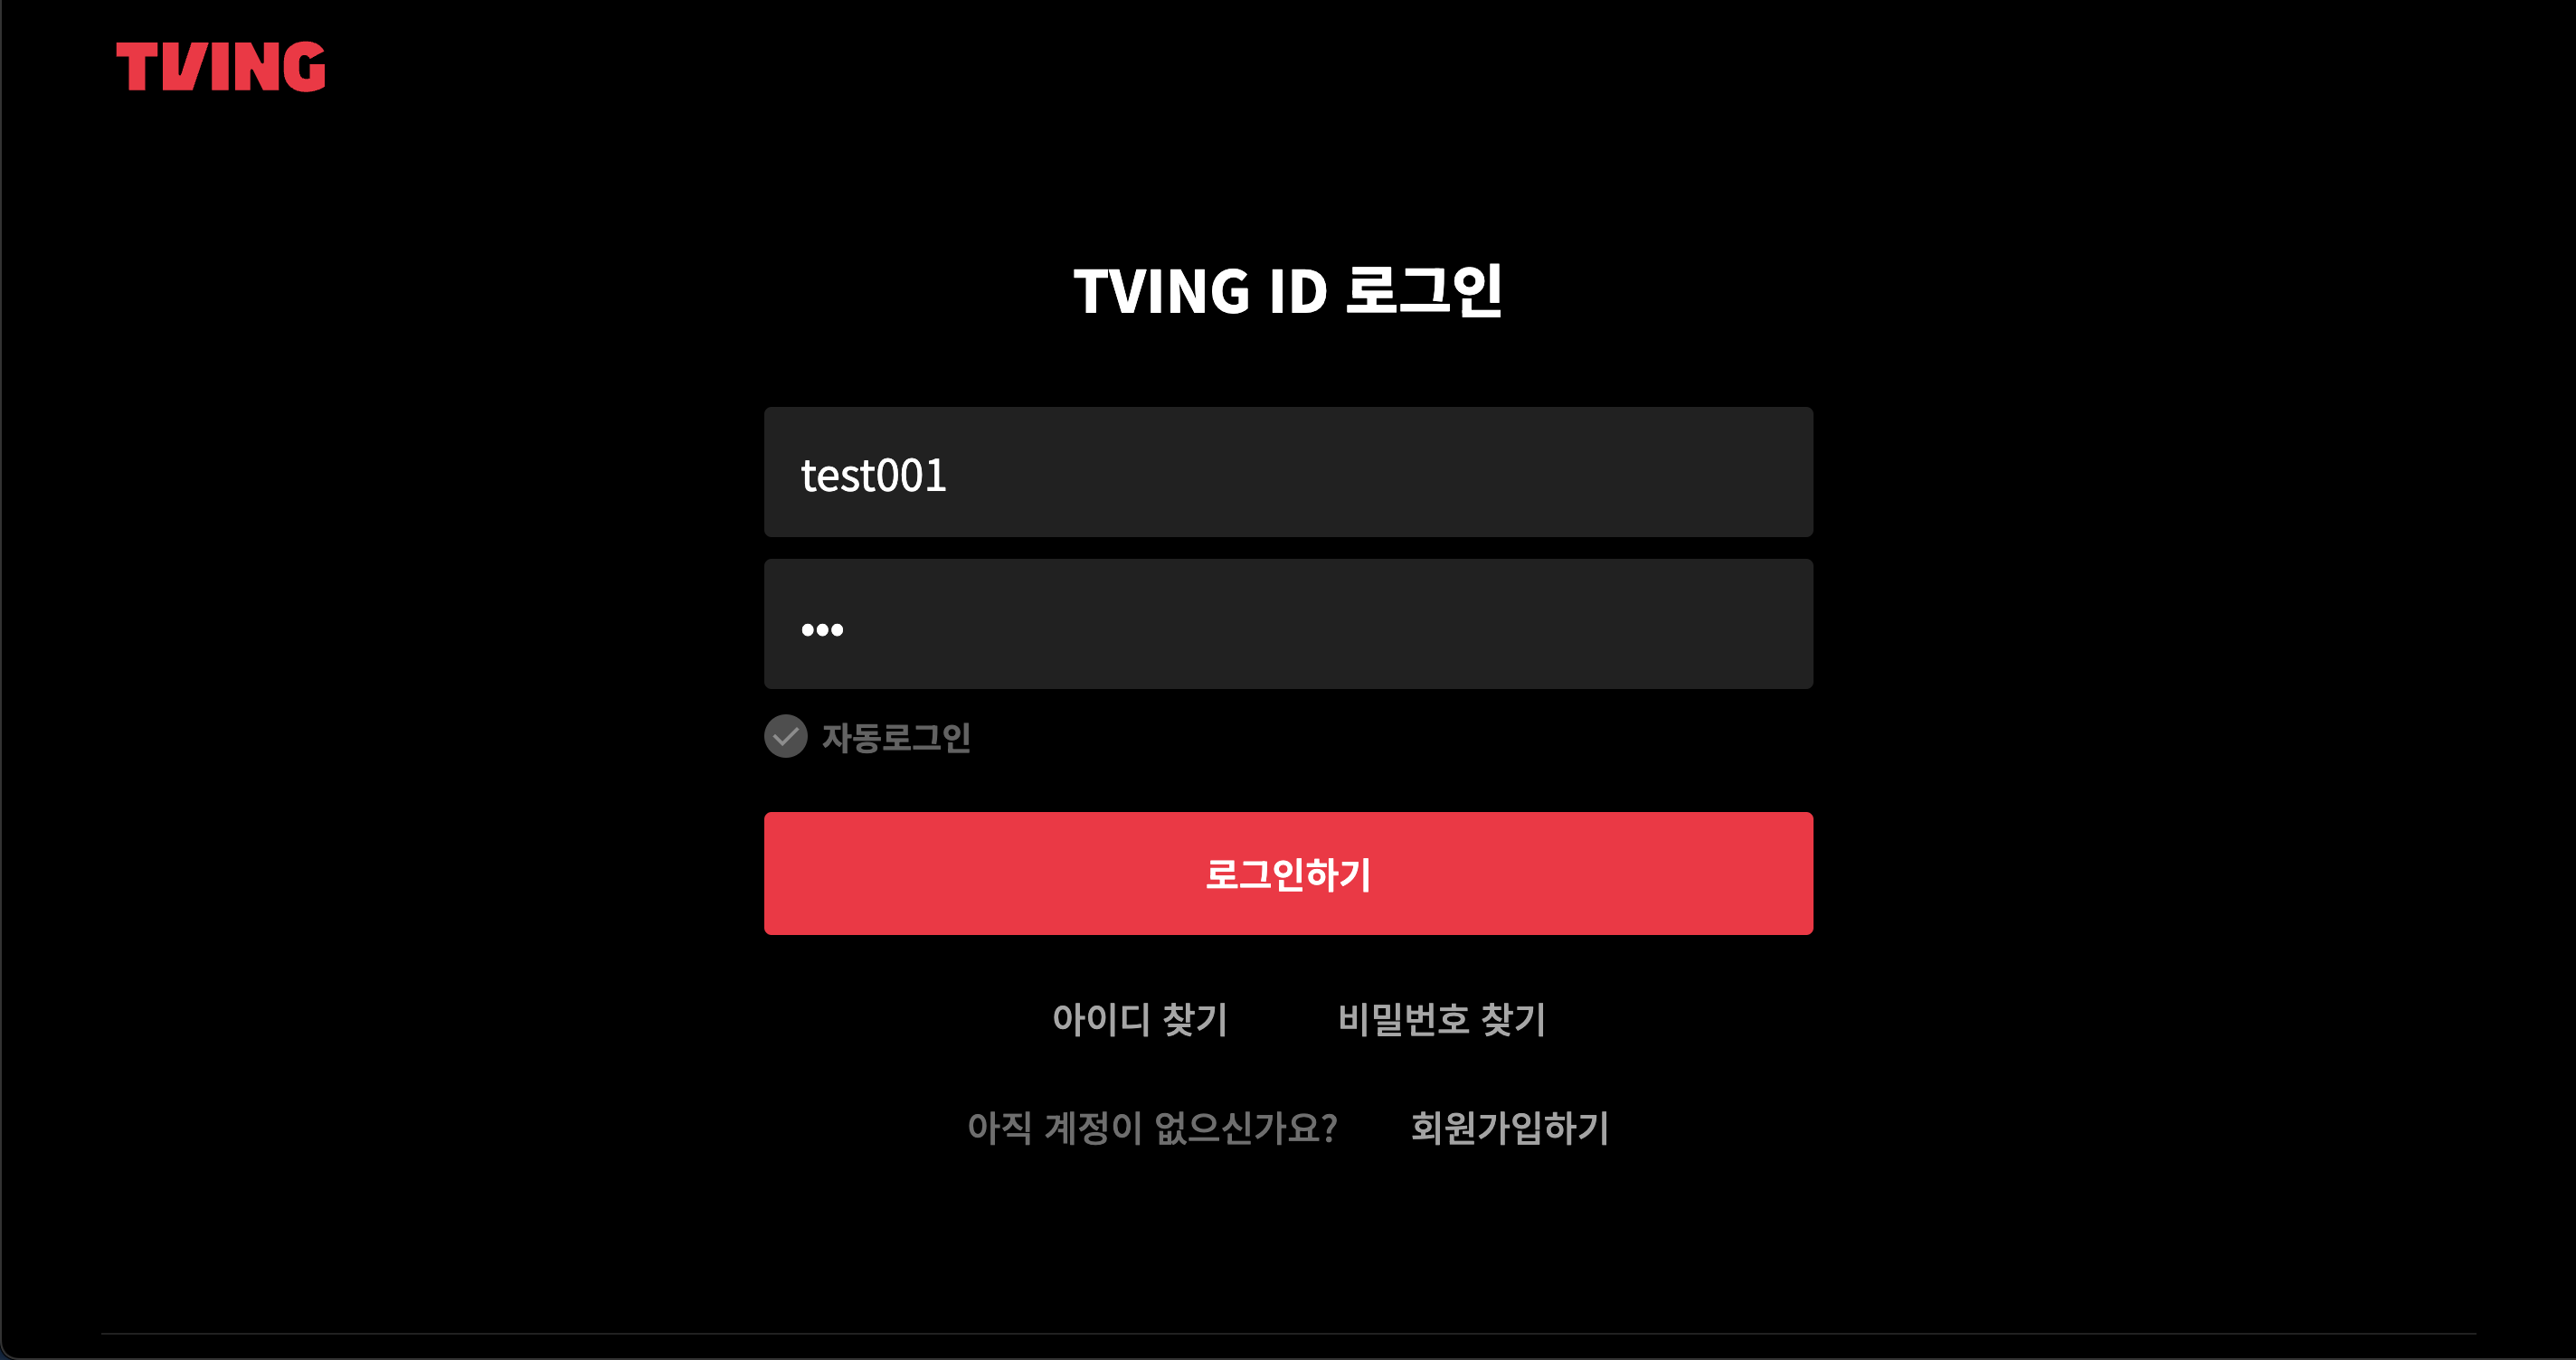 TVING
TVING ID 로그인
test001
•••
자동로그인
로그인하기
아이디 찾기 비밀번호 찾기
아직 계정이 없으신가요? 회원가입하기